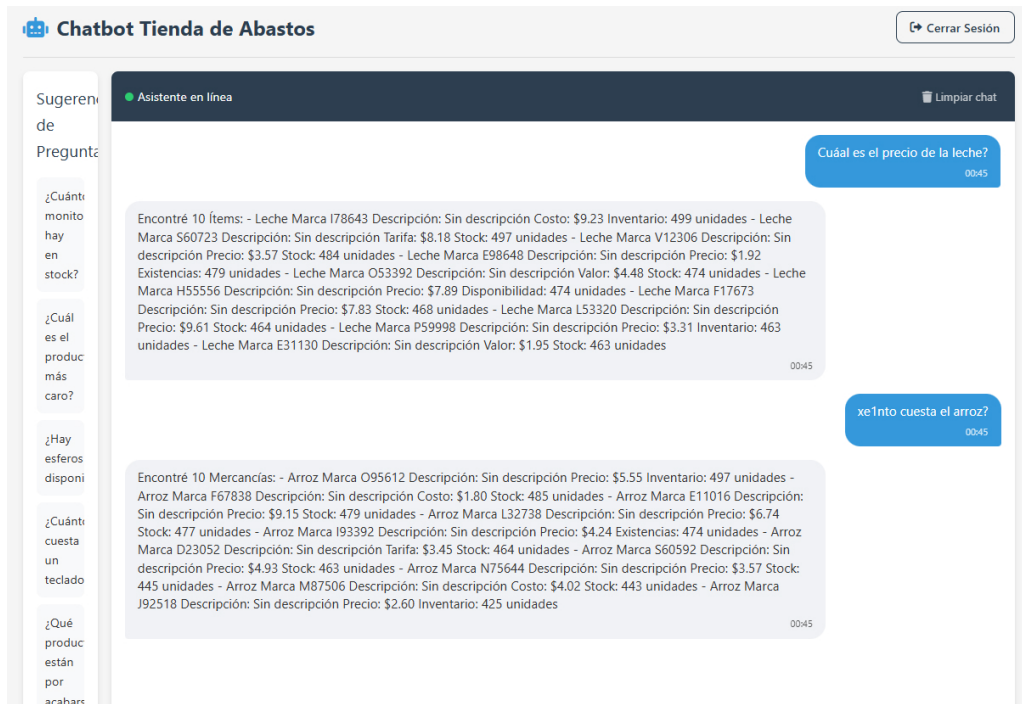 Chatbot Tienda de Abastos
Cerrar Sesión
Sugeren
de
Pregunta
¿Cuánt
monito
hay
en
stock?
¿Cuál
es el
produc
más
caro?
¿Hay
esferos
disponi
¿Cuánt
cuesta
un
teclado
¿Qué
produc
están
por
acabars
Asistente en línea
Limpiar chat
Cuáal es el precio de la leche?
00:45
Encontré 10 Ítems: - Leche Marca I78643 Descripción: Sin descripción Costo: $9.23 Inventario: 499 unidades - Leche
Marca S60723 Descripción: Sin descripción Tarifa: $8.18 Stock: 497 unidades - Leche Marca V12306 Descripción: Sin
descripción Precio: $3.57 Stock: 484 unidades - Leche Marca E98648 Descripción: Sin descripción Precio: $1.92
Existencias: 479 unidades - Leche Marca O53392 Descripción: Sin descripción Valor: $4.48 Stock: 474 unidades - Leche
Marca H55556 Descripción: Sin descripción Precio: $7.89 Disponibilidad: 474 unidades - Leche Marca F17673
Descripción: Sin descripción Precio: $7.83 Stock: 468 unidades - Leche Marca L53320 Descripción: Sin descripción
Precio: $9.61 Stock: 464 unidades - Leche Marca P59998 Descripción: Sin descripción Precio: $3.31 Inventario: 463
unidades - Leche Marca E31130 Descripción: Sin descripción Valor: $1.95 Stock: 463 unidades
00:45
xe1nto cuesta el arroz?
00:45
Encontré 10 Mercancías: - Arroz Marca O95612 Descripción: Sin descripción Precio: $5.55 Inventario: 497 unidades -
Arroz Marca F67838 Descripción: Sin descripción Costo: $1.80 Stock: 485 unidades - Arroz Marca E11016 Descripción:
Sin descripción Precio: $9.15 Stock: 479 unidades - Arroz Marca L32738 Descripción: Sin descripción Precio: $6.74
Stock: 477 unidades - Arroz Marca I93392 Descripción: Sin descripción Precio: $4.24 Existencias: 474 unidades - Arroz
Marca D23052 Descripción: Sin descripción Tarifa: $3.45 Stock: 464 unidades - Arroz Marca S60592 Descripción: Sin
descripción Precio: $4.93 Stock: 463 unidades - Arroz Marca N75644 Descripción: Sin descripción Precio: $3.57 Stock:
445 unidades - Arroz Marca M87506 Descripción: Sin descripción Costo: $4.02 Stock: 443 unidades - Arroz Marca
J92518 Descripción: Sin descripción Precio: $2.60 Inventario: 425 unidades
00:45